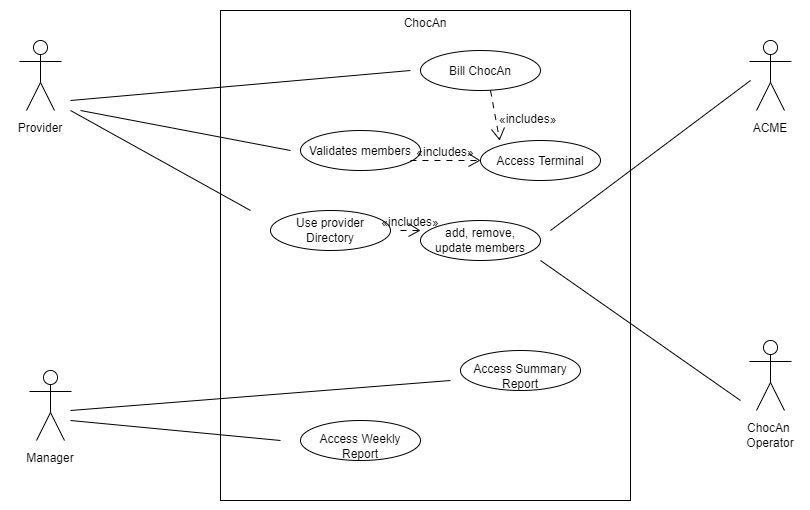 ChocAn
Bill ChocAn
«includes»
Provider
ACME
Validates members
«includes»
Access Terminal
Use provider
Directory
«includes»
add, remove,
update members
Access Summary
Report
Access Weekly
Report
Manager
ChocAn
Operator